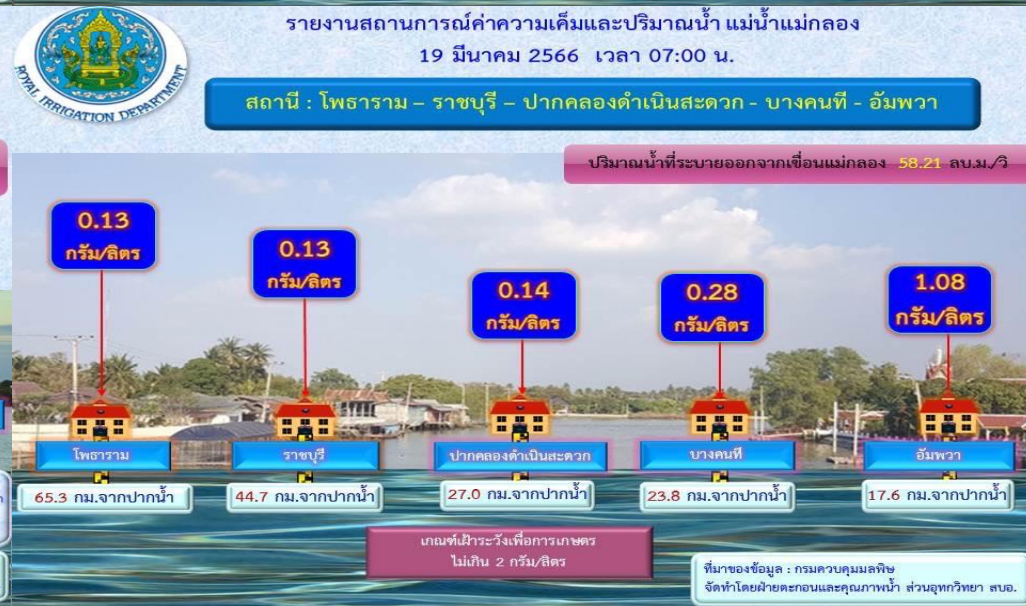 รายงานสถานการณ์ค่าความเค็มและปริมาณน้ำ แม่น้ำแม่กลอง
19 มีนาคม 2566 เวลา 07:00 น.
ROYAL IRRIGATION DEPARTMENT
สถานี : โพธาราม – ราชบุรี – ปากคลองดำเนินสะดวก - บางคนที - อัมพวา
ปริมาณน้ำที่ระบายออกจากเขื่อนแม่กลอง 58.21 ลบ.ม./วิ
0.13
กรัม/ลิตร
0.13
กรัม/ลิตร
0.14
กรัม/ลิตร
0.28
กรัม/ลิตร
1.08
กรัม/ลิตร
โพธาราม
ราชบุรี
ปากคลองดำเนินสะดวก
บางคนที
อัมพวา
65.3 กม.จากปากน้ำ
44.7 กม.จากปากน้ำ
27.0 กม.จากปากน้ำ
23.8 กม.จากปากน้ำ
17.6 กม.จากปากน้ำ
เกณฑ์เฝ้าระวังเพื่อการเกษตร
ไม่เกิน 2 กรัม/ลิตร
ที่มาของข้อมูล : กรมควบคุมมลพิษ
จัดทำโดยฝ่ายตะกอนและคุณภาพน้ำ ส่วนอุทกวิทยา สบอ.